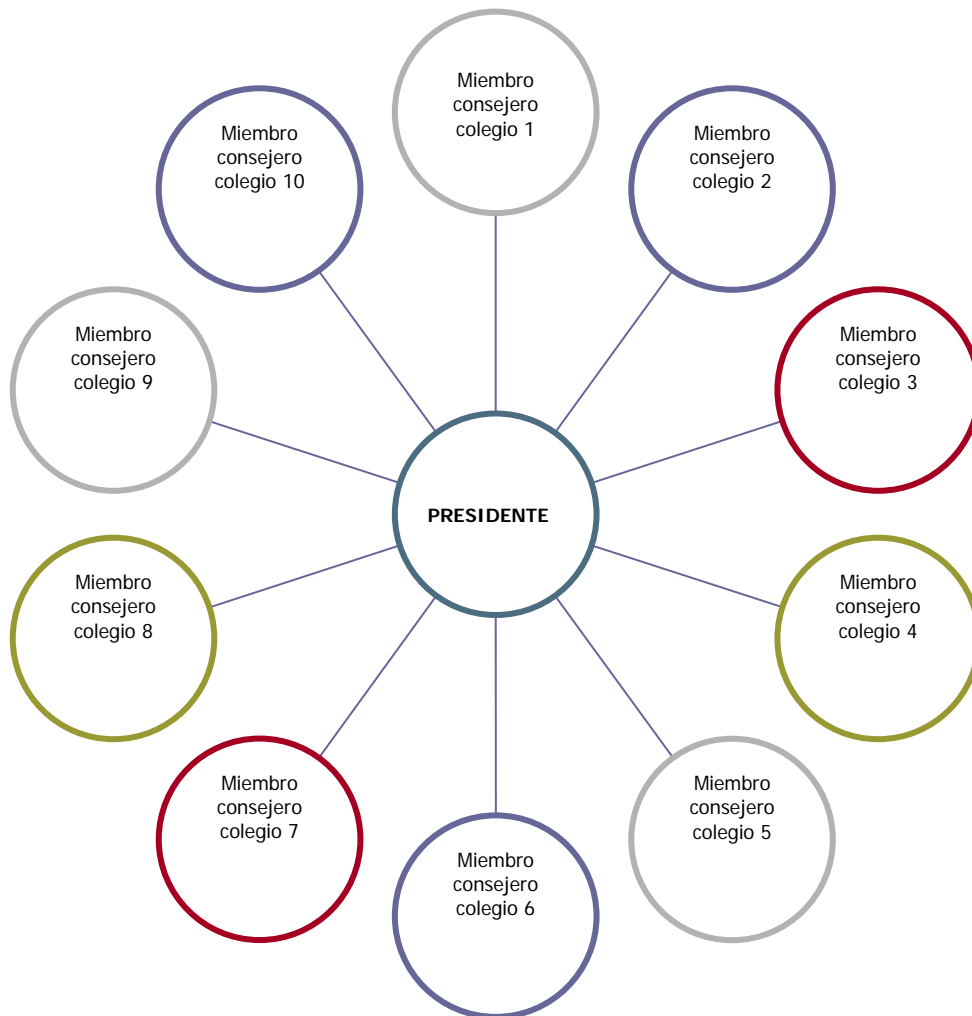 Miembro
consejero
colegio 1
Miembro
consejero
colegio 2
Miembro
consejero
colegio 3
Miembro
consejero
colegio 4
Miembro
consejero
colegio 5
Miembro
consejero
colegio 6
Miembro
consejero
colegio 7
Miembro
consejero
colegio 8
Miembro
consejero
colegio 9
Miembro
consejero
colegio 10
PRESIDENTE